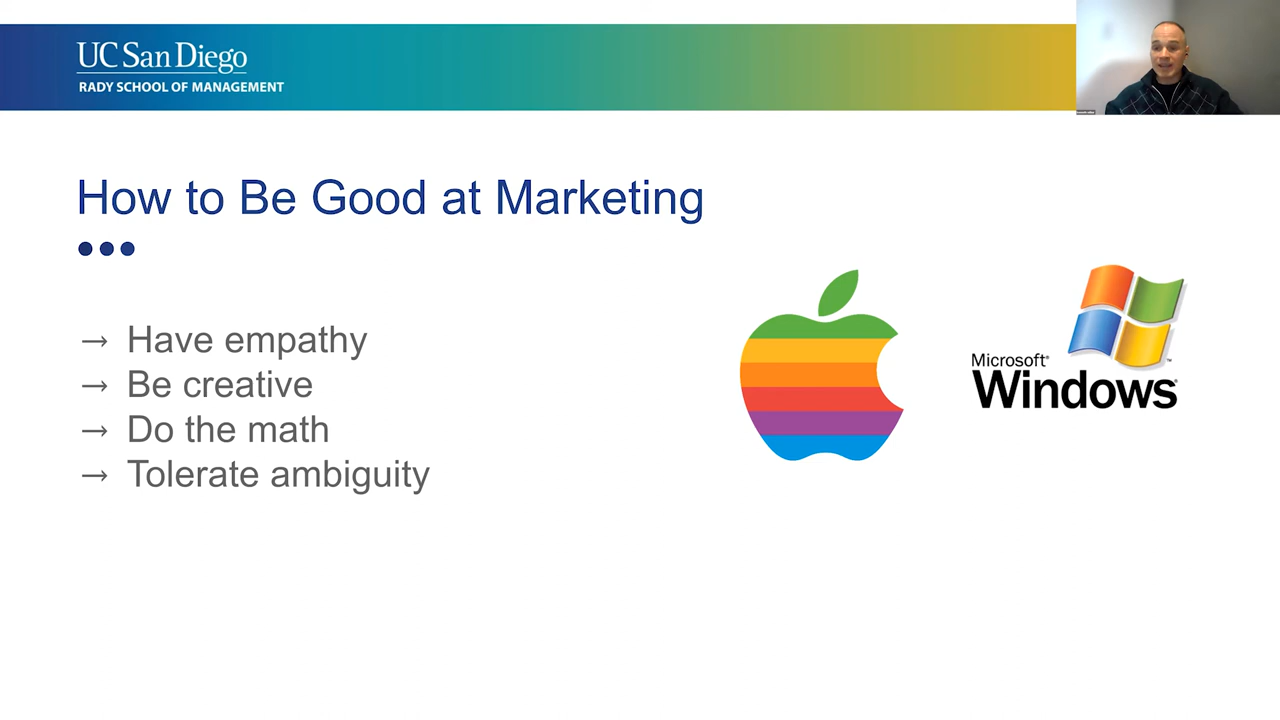 UC San Diego
RADY SCHOOL OF MANAGEMENT
How to Be Good at Marketing
→ Have empathy
→ Be creative
→ Do the math
→ Tolerate ambiguity
Microsoft®
Windows®
™